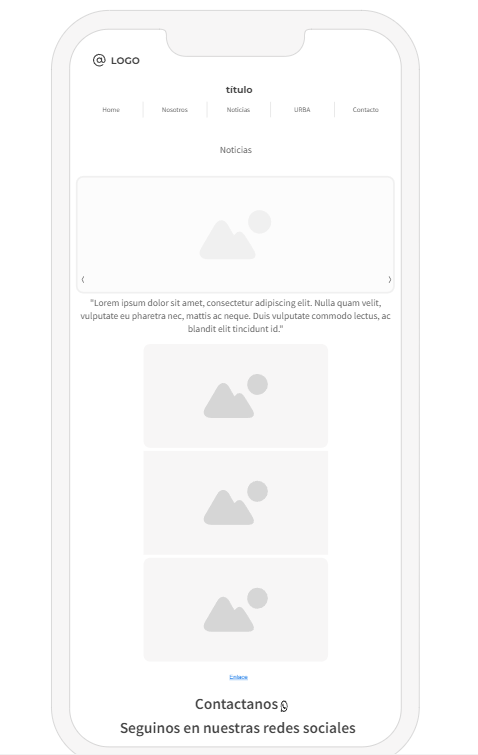 @ LOGO
título
Home Nosotros Noticias URBA Contacto
Noticias
"Lorem ipsum dolor sit amet, consectetur adipiscing elit. Nulla quam velit,
vulputate eu pharetra nec, mattis ac neque. Duis vulputate commodo lectus, ac
blandit elit tincidunt id."
Enlace
Contactanos
Seguinos en nuestras redes sociales